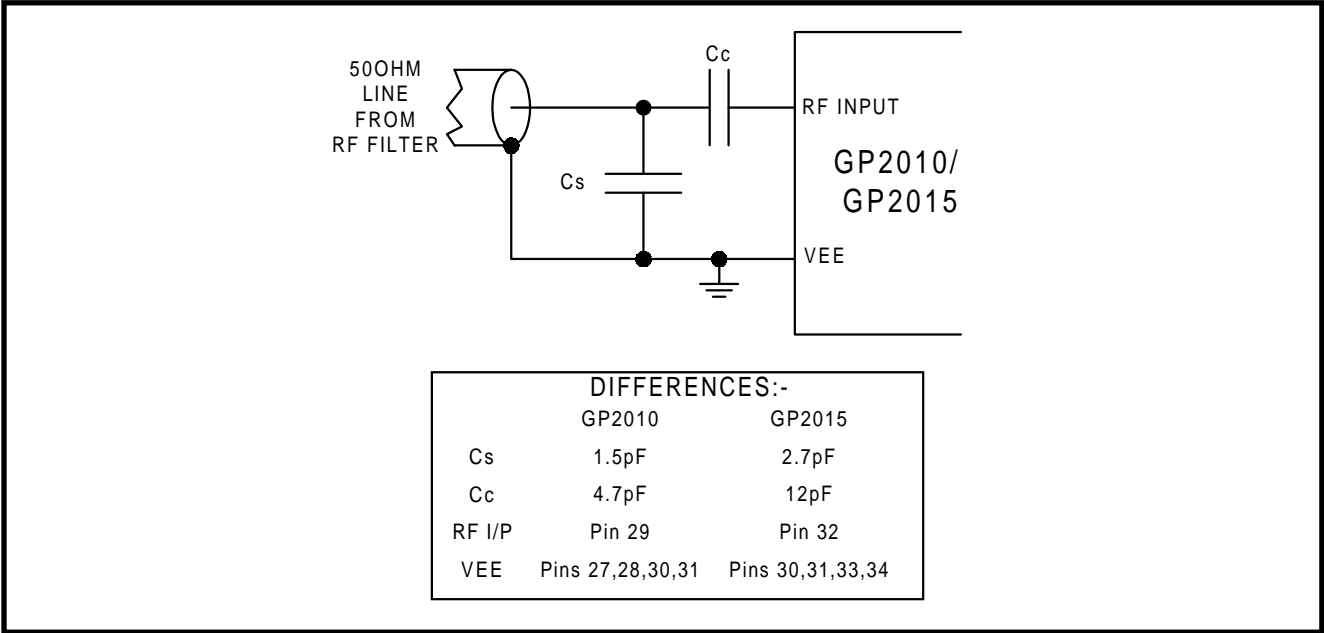 Cc
50OHM
LINE
FROM
RF FILTER
RF INPUT
GP2010/
GP2015
Cs
VEE
DIFFERENCES:-
GP2010 GP2015
Cs 1.5pF 2.7pF
Cc 4.7pF 12pF
RF I/P Pin 29 Pin 32
VEE Pins 27,28,30,31 Pins 30,31,33,34